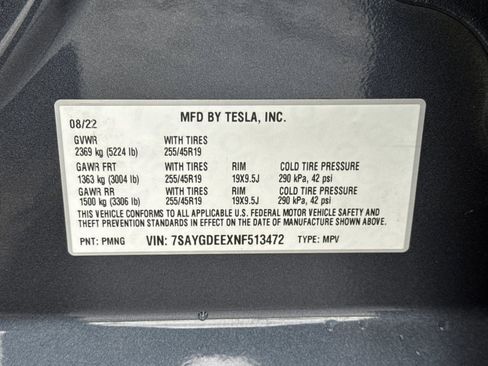 MFD BY TESLA, INC.
08/22
GVWR WITH TIRES
2369 kg (5224 lb) 255/45R19
GAWR FRT WITH TIRES RIM COLD TIRE PRESSURE
1363 kg (3004 lb) 255/45R19 19X9.5J 290 kPa, 42 psi
GAWR RR WITH TIRES RIM COLD TIRE PRESSURE
1500 kg (3306 lb) 255/45R19 19X9.5J 290 kPa, 42 psi
THIS VEHICLE CONFORMS TO ALL APPLICABLE U.S. FEDERAL MOTOR VEHICLE SAFETY AND
THEFT PREVENTION STANDARDS IN EFFECT ON THE DATE OF MANUFACTURE SHOWN ABOVE.
PNT: PMNG VIN: 7SAYGDEEXNF513472 TYPE: MPV